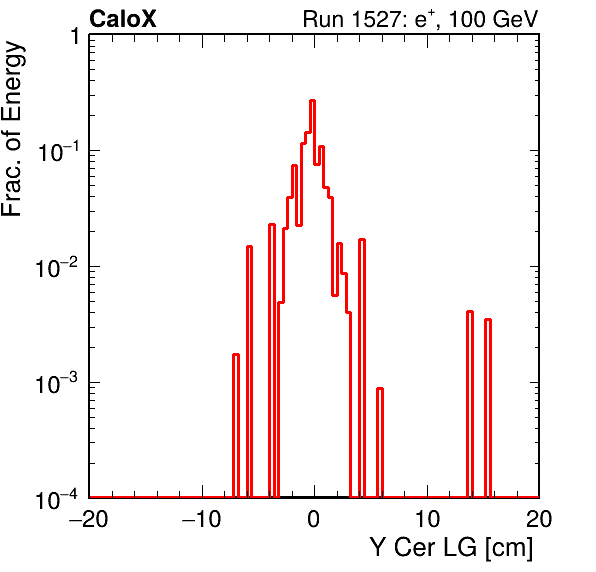 CaloX Run 1527: e⁺, 100 GeV
Frac. of Energy
1
10⁻¹
10⁻²
10⁻³
10⁻⁴
−20 −10 0 10 20
Y Cer LG [cm]